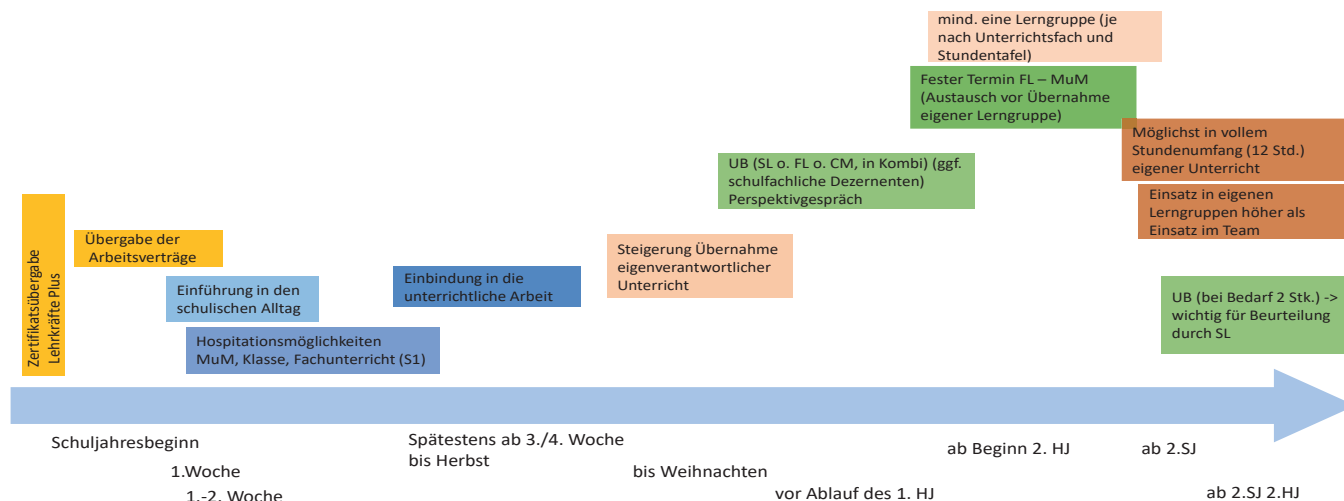 mind. eine Lerngruppe (je
nach Unterrichtsfach und
Stundentafel)
Fester Termin FL – MuM
(Austausch vor Übernahme
eigener Lerngruppe)
Möglichst in vollem
Stundenumfang (12 Std.)
eigener Unterricht
UB (SL o. FL o. CM, in Kombi) (ggf.
schulfachliche Dezernenten)
Perspektivgespräch
Einsatz in eigenen
Lerngruppen höher als
Einsatz im Team
Zertifikatsübergabe
Lehrkräfte Plus
Übergabe der
Arbeitsverträge
Steigerung Übernahme
eigenverantwortlicher
Unterricht
Einbindung in die
unterrichtliche Arbeit
Einführung in den
schulischen Alltag
UB (bei Bedarf 2 Stk.) ->
wichtig für Beurteilung
durch SL
Hospitationsmöglichkeiten
MuM, Klasse, Fachunterricht (S1)
Schuljahresbeginn
1.Woche
1.-2. Woche
Spätestens ab 3./4. Woche
bis Herbst
bis Weihnachten
vor Ablauf des 1. HJ
ab Beginn 2. HJ
ab 2.SJ
ab 2.SJ 2.HJ